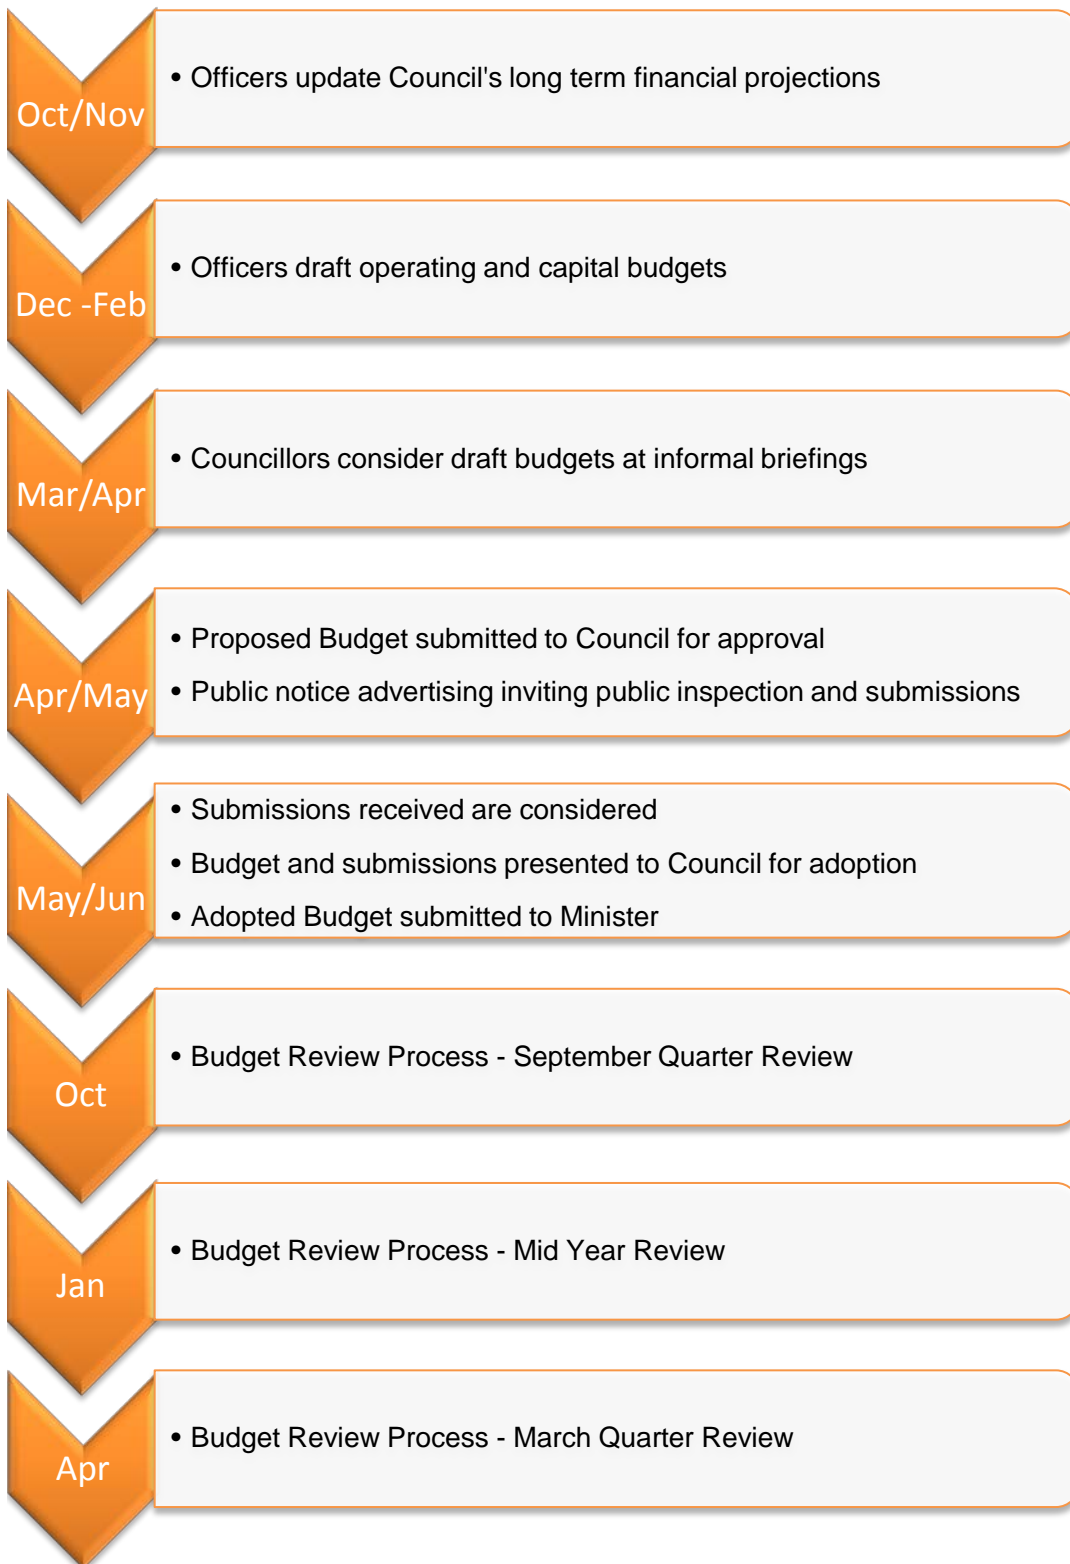 Oct/Nov
• Officers update Council's long term financial projections
Dec -Feb
• Officers draft operating and capital budgets
Mar/Apr
• Councillors consider draft budgets at informal briefings
Apr/May
• Proposed Budget submitted to Council for approval
• Public notice advertising inviting public inspection and submissions
May/Jun
• Submissions received are considered
• Budget and submissions presented to Council for adoption
• Adopted Budget submitted to Minister
Oct
• Budget Review Process - September Quarter Review
Jan
• Budget Review Process - Mid Year Review
Apr
• Budget Review Process - March Quarter Review